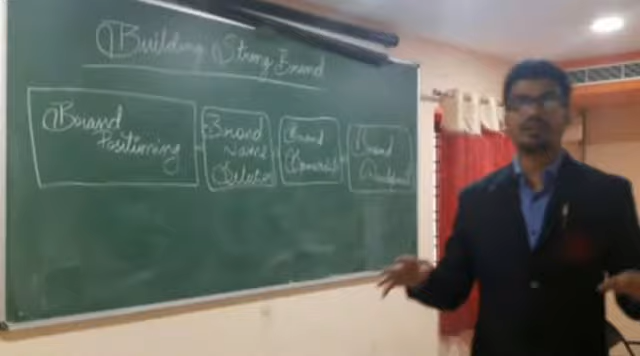 Building Strong Brand
Brand
Positioning
Brand
Name
Selection
Brand
Brand